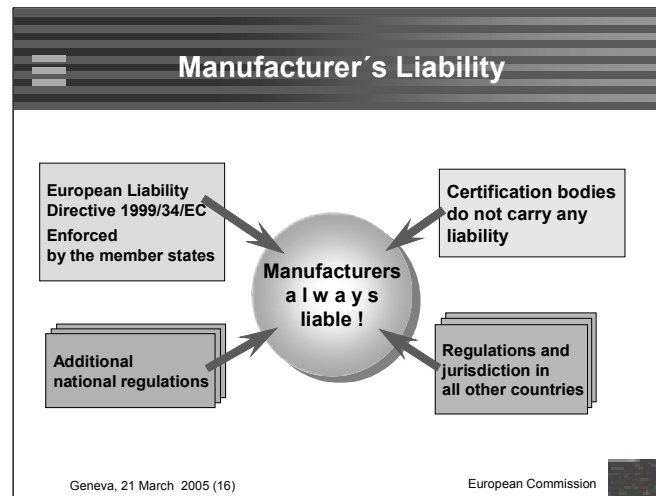 Manufacturer´s Liability
European Liability
Directive 1999/34/EC
Enforced
by the member states
Certification bodies
do not carry any
liability
Manufacturers
a l w a y s
liable !
Additional
national regulations
Regulations and
jurisdiction in
all other countries
Geneva, 21 March 2005 (16)
European Commission